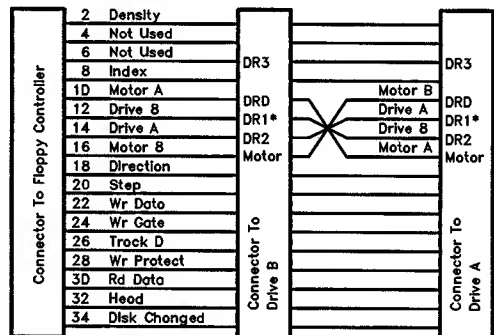 2 Density
4 Not Used
6 Not Used
8 Index
1D Motor A
12 Drive 8
14 Drive A
16 Motor 8
18 Direction
20 Step
22 Wr Dato
24 Wr Gate
26 Trock D
28 Wr Protect
3D Rd Data
32 Head
34 Disk Changed
Connector To Floppy Controller
DR3
DRD
DR1*
DR2
Motor
Connector To
Drive B
Motor B
Drive A
Drive 8
Motor A
DR3
DRD
DR1*
DR2
Motor
Connector To
Drive A